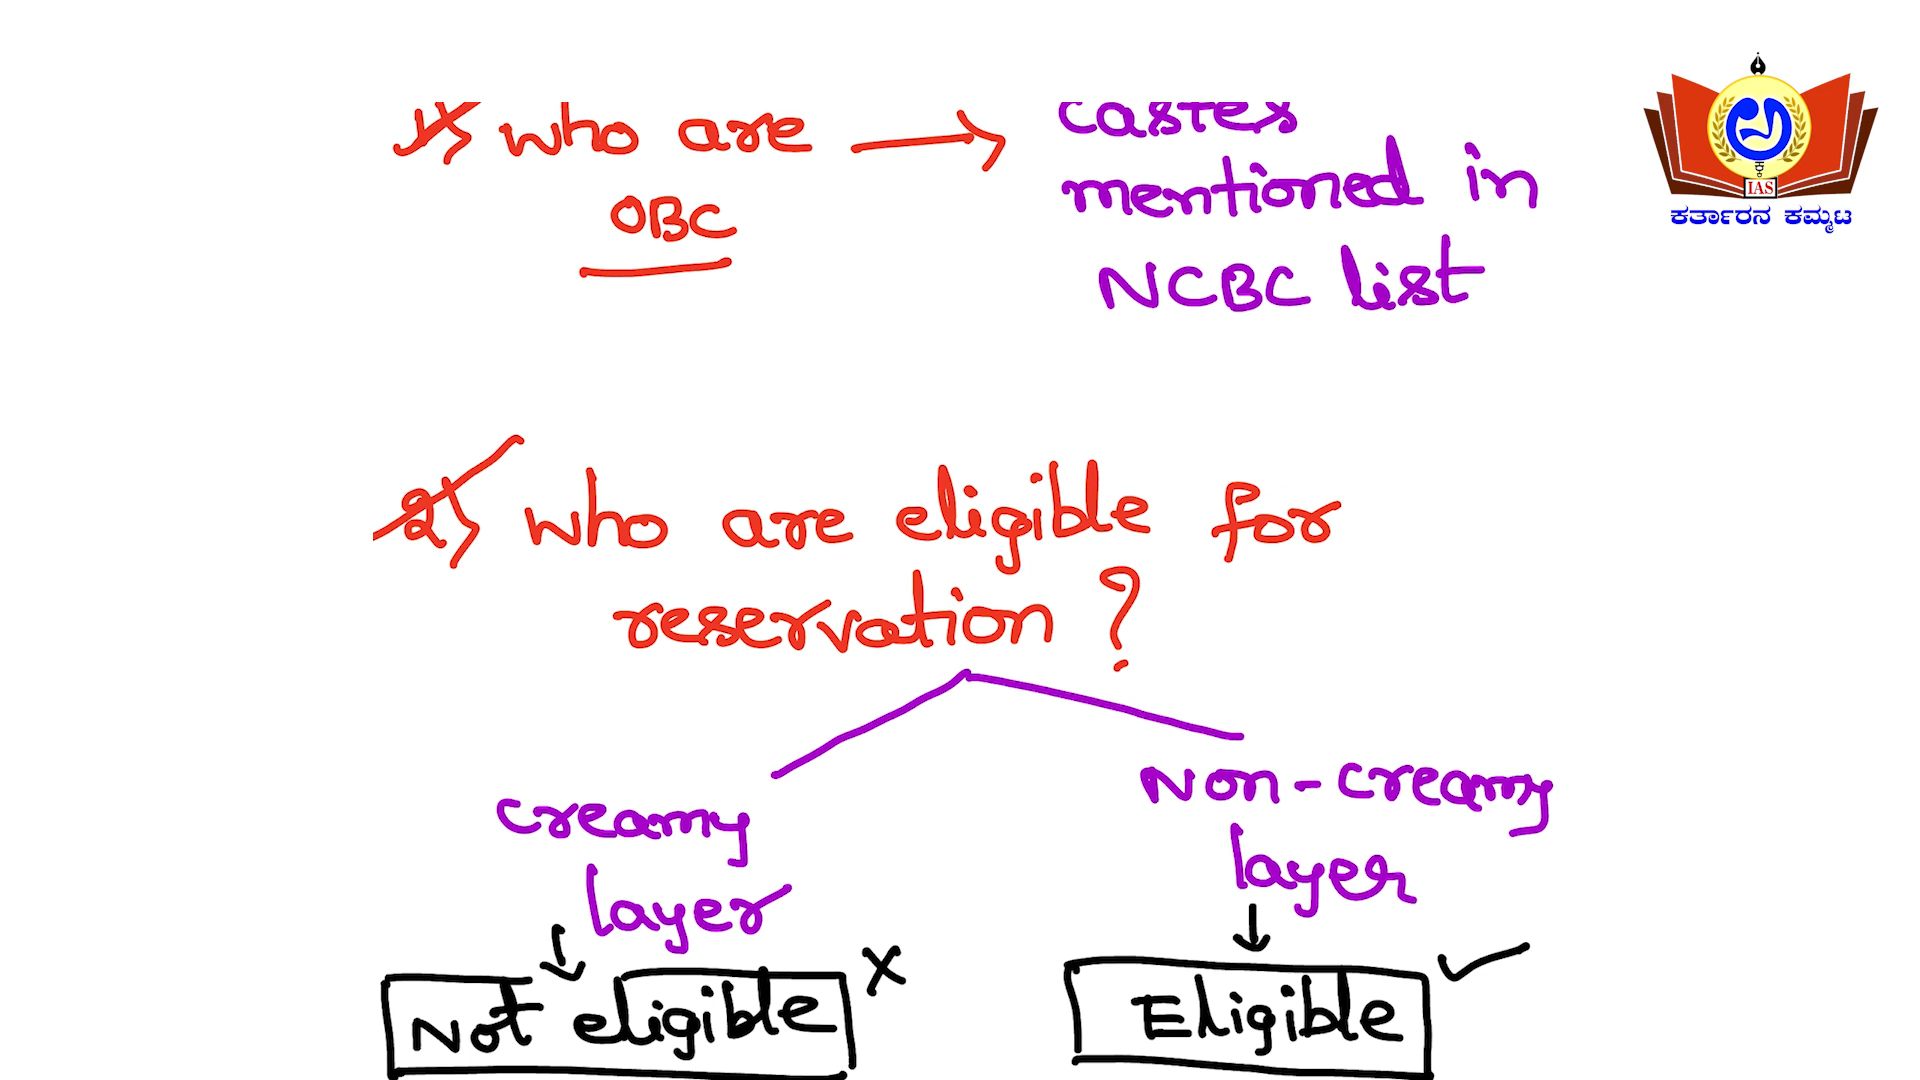 1) who are → castes
OBC mentioned in
NCBC list
2) who are eligible for
reservation ?
creamy Non-creamy
layer layer
Not eligible x Eligible ✓
ಅ
ಕ್ಕ
IAS
ಕರ್ತಾರನ ಕಮ್ಮಟ